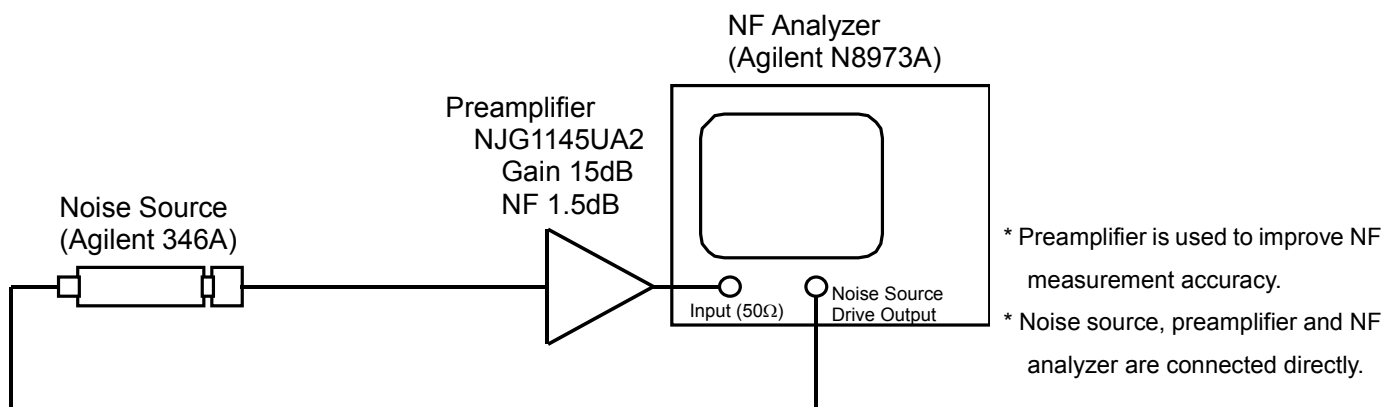 NF Analyzer
(Agilent N8973A)
Preamplifier
NJG1145UA2
Gain 15dB
NF 1.5dB
Noise Source
(Agilent 346A)
Input (50Ω)
Noise Source
Drive Output
* Preamplifier is used to improve NF
measurement accuracy.
* Noise source, preamplifier and NF
analyzer are connected directly.